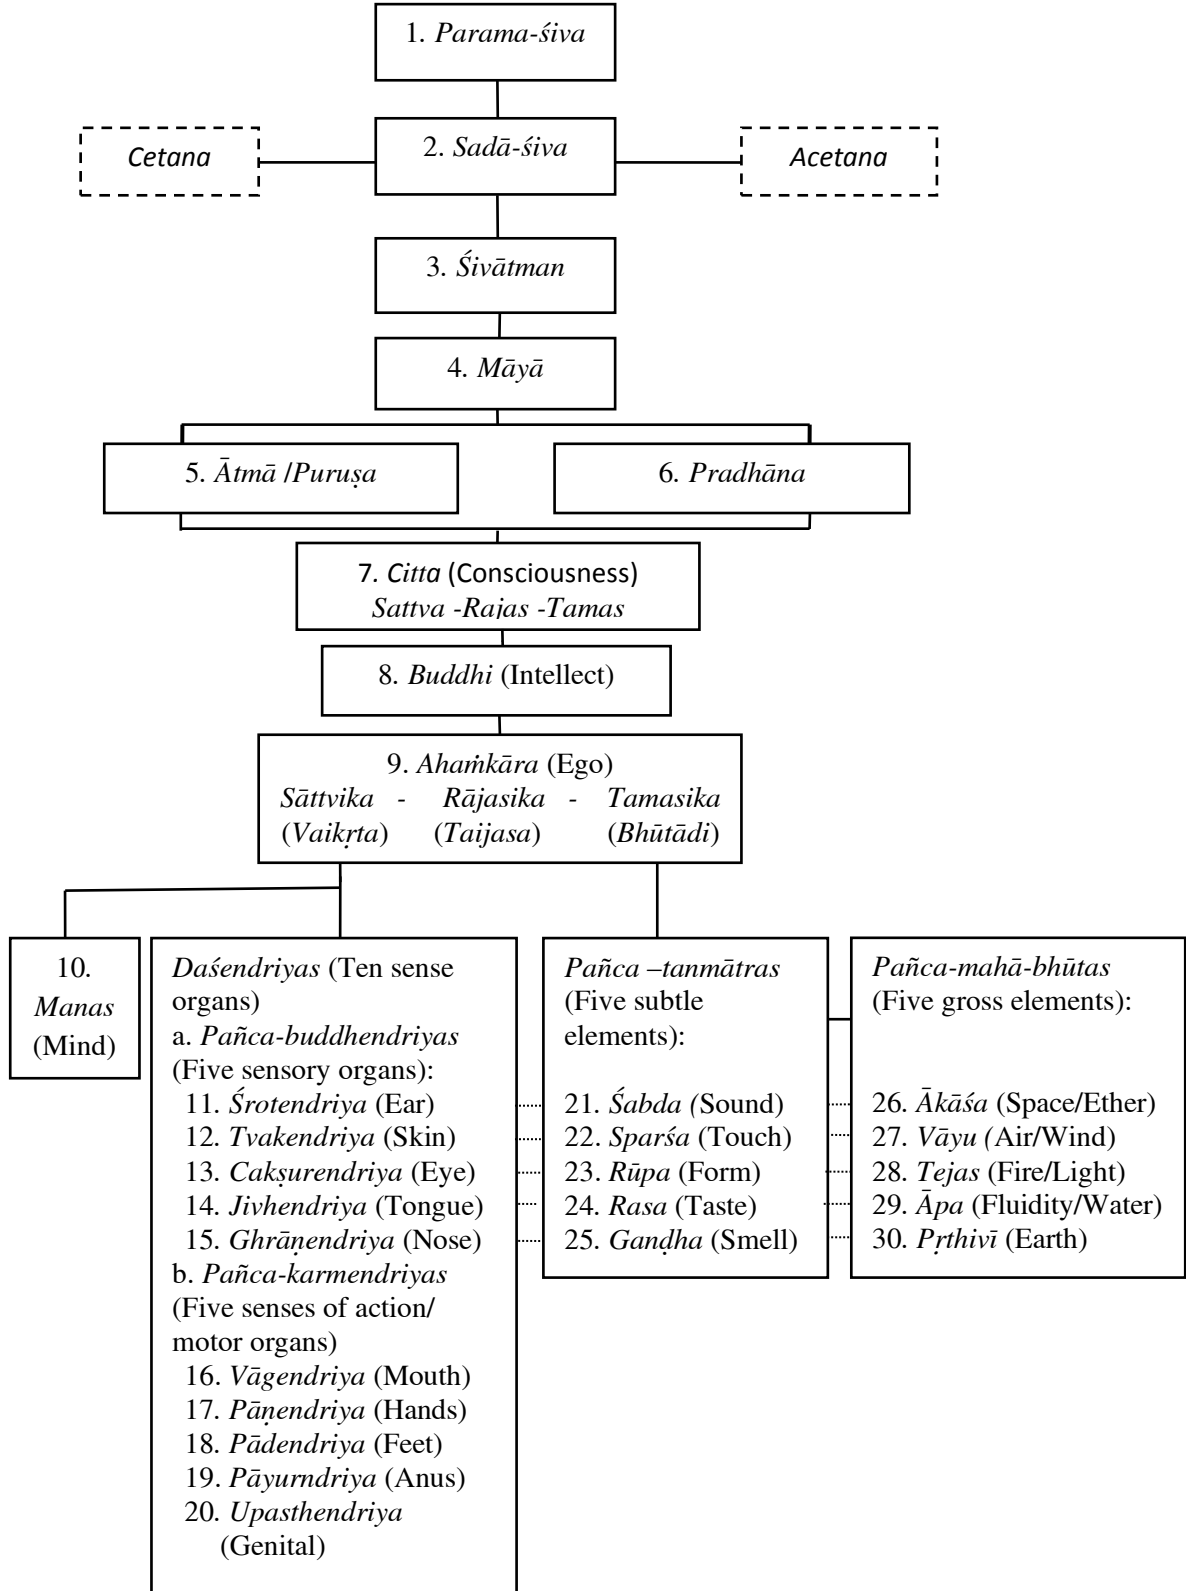 1. Parama-śiva
Cetana
2. Sadā-śiva
Acetana
3. Śivātman
4. Māyā
5. Ātmā /Puruṣa
6. Pradhāna
7. Citta (Consciousness)
Sattva -Rajas -Tamas
8. Buddhi (Intellect)
9. Ahaṁkāra (Ego)
Sāttvika - Rājasika - Tamasika
(Vaikṛta) (Taijasa) (Bhūtādi)
10.
Manas
(Mind)
Daśendriyas (Ten sense
organs)
a. Pañca-buddhendriyas
(Five sensory organs):
11. Śrotendriya (Ear)
12. Tvakendriya (Skin)
13. Cakṣurendriya (Eye)
14. Jivhendriya (Tongue)
15. Ghrāṇendriya (Nose)
b. Pañca-karmendriyas
(Five senses of action/
motor organs)
16. Vāgendriya (Mouth)
17. Pāṇendriya (Hands)
18. Pādendriya (Feet)
19. Pāyurndriya (Anus)
20. Upasthendriya
(Genital)
Pañca –tanmātras
(Five subtle
elements):
21. Śabda (Sound)
22. Sparśa (Touch)
23. Rūpa (Form)
24. Rasa (Taste)
25. Ganḍha (Smell)
Pañca-mahā-bhūtas
(Five gross elements):
26. Ākāśa (Space/Ether)
27. Vāyu (Air/Wind)
28. Tejas (Fire/Light)
29. Āpa (Fluidity/Water)
30. Pṛthivī (Earth)